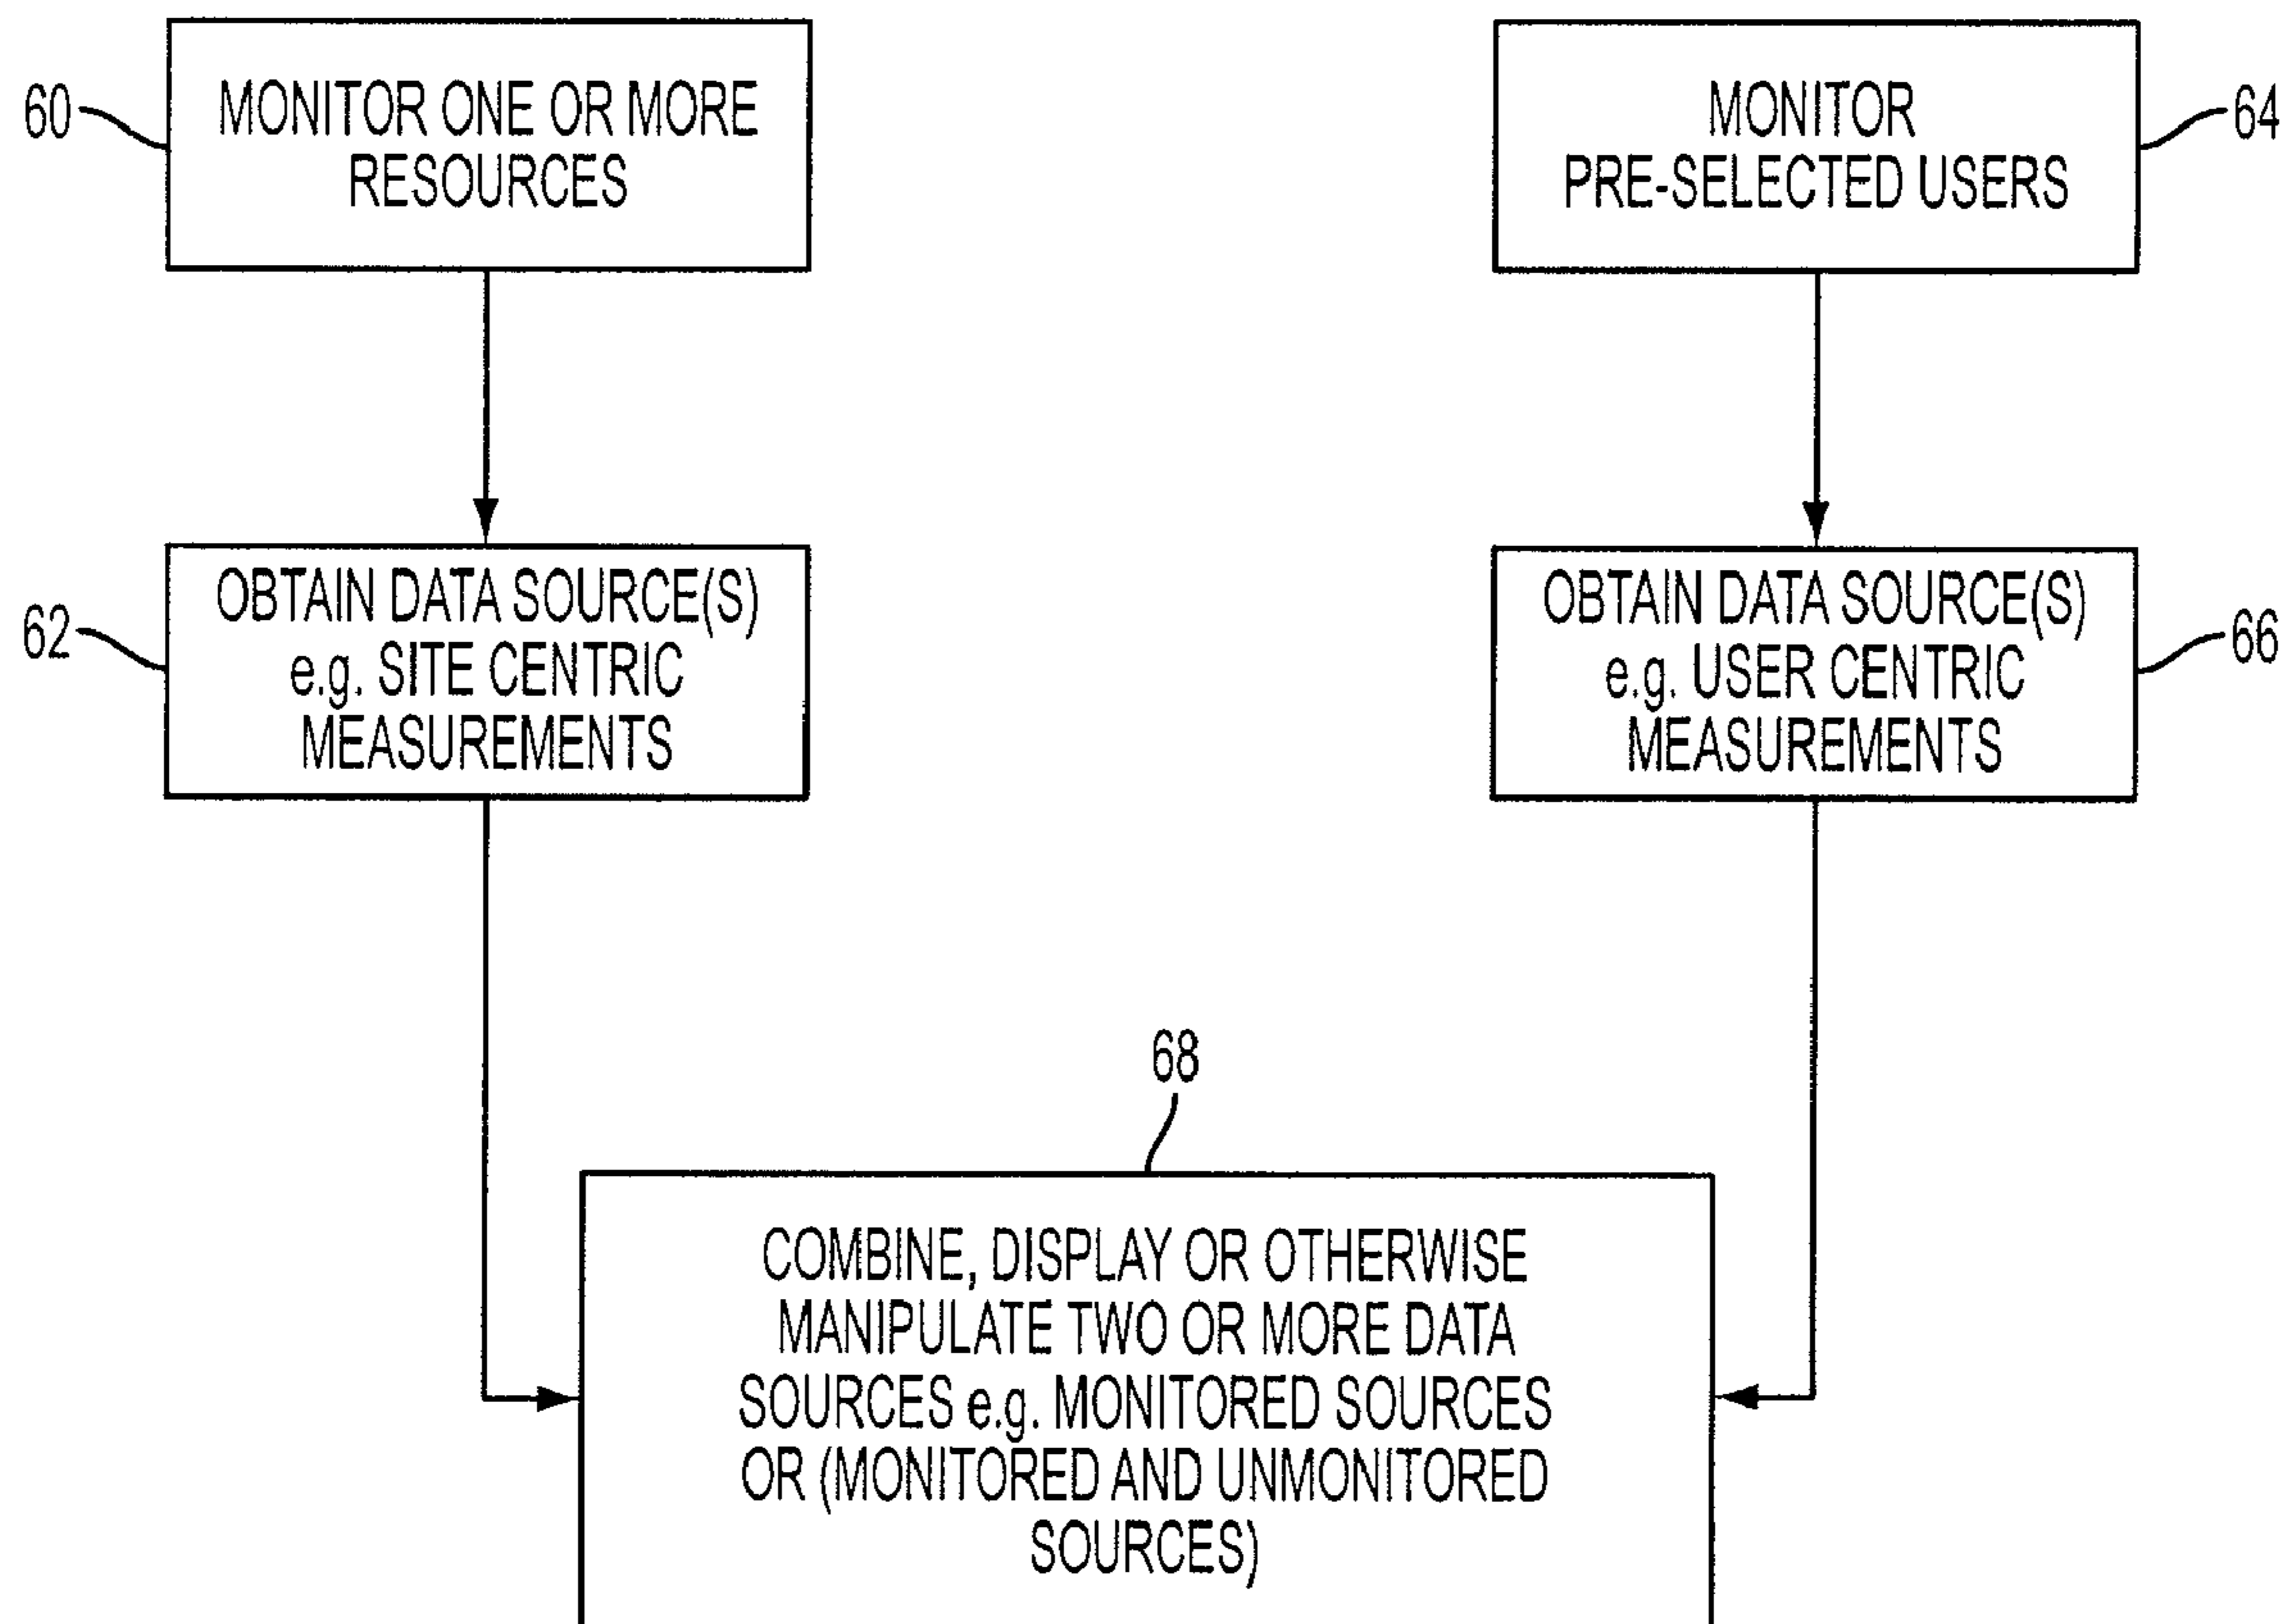 60
MONITOR ONE OR MORE
RESOURCES
MONITOR
PRE-SELECTED USERS
64
62
OBTAIN DATA SOURCE(S)
e.g. SITE CENTRIC
MEASUREMENTS
OBTAIN DATA SOURCE(S)
e.g. USER CENTRIC
MEASUREMENTS
66
68
COMBINE, DISPLAY OR OTHERWISE
MANIPULATE TWO OR MORE DATA
SOURCES e.g. MONITORED SOURCES
OR (MONITORED AND UNMONITORED
SOURCES)